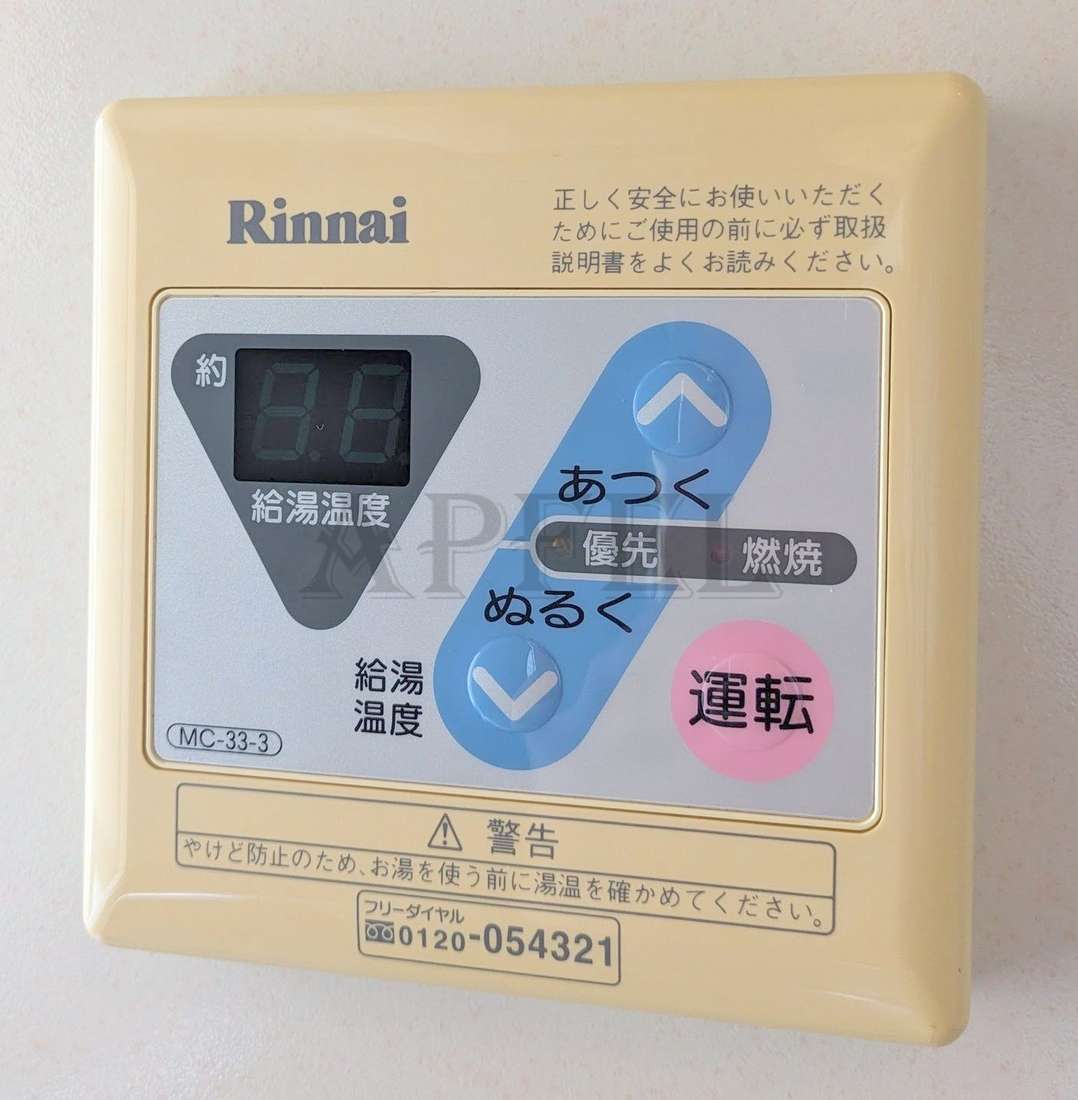 Rinnai
正しく安全にお使いいただく
ためにご使用の前に必ず取扱
説明書をよくお読みください。
約
給湯温度
あつく
優先
燃焼
ぬるく
給湯
温度
運転
MC-33-3
警告
やけど防止のため、お湯を使う前に湯温を確かめてください。
フリーダイヤル
0120-054321
APFEL